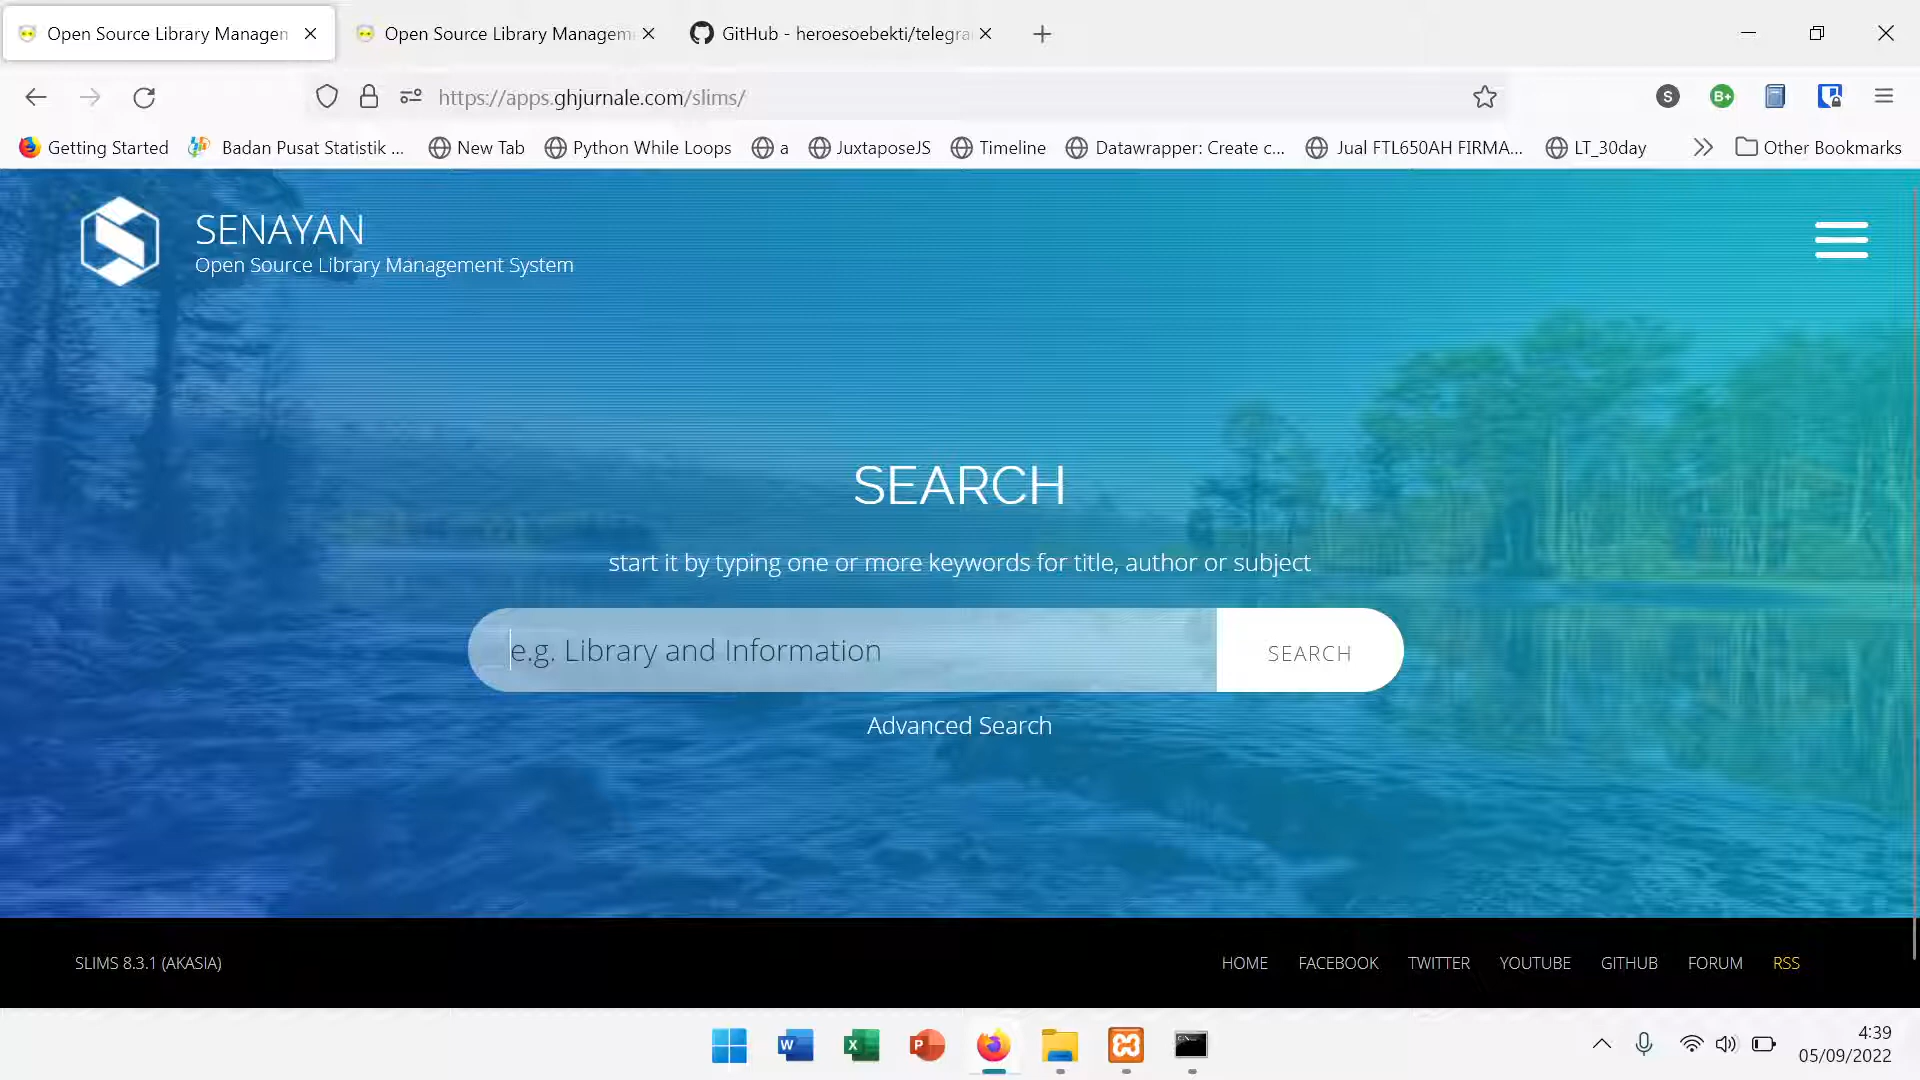 Open Source Library Managen
Open Source Library Managem
GitHub - heroesoebekti/telegra
https://apps.ghjurnale.com/slims/
S
B+
Getting Started
Badan Pusat Statistik ...
New Tab
Python While Loops
a
JuxtaposeJS
Timeline
Datawrapper: Create c...
Jual FTL650AH FIRMA...
LT_30day
Other Bookmarks
SENAYAN
Open Source Library Management System
SEARCH
start it by typing one or more keywords for title, author or subject
e.g. Library and Information
SEARCH
Advanced Search
SLIMS 8.3.1 (AKASIA)
HOME FACEBOOK TWITTER YOUTUBE GITHUB FORUM RSS
W
X
P
4:39
05/09/2022